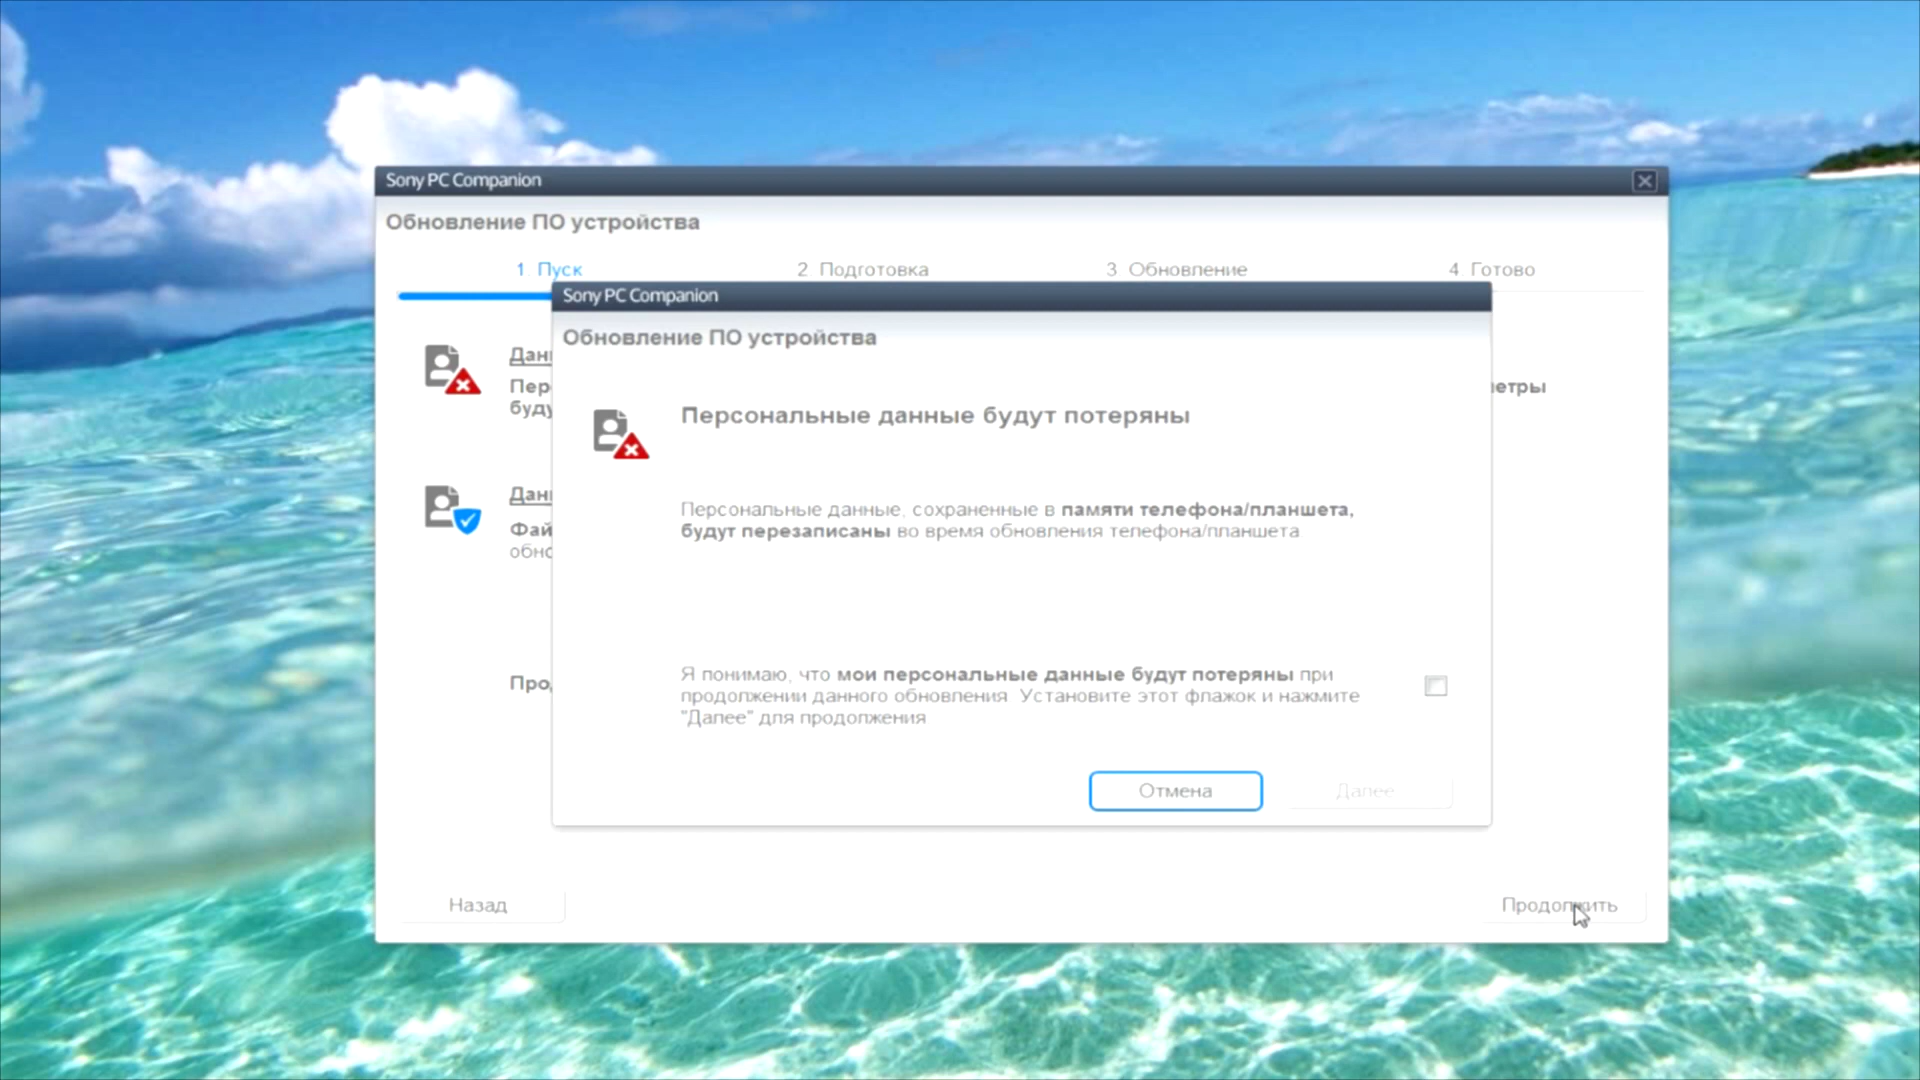 Sony PC Companion
Обновление ПО устройства
1 Пуск
2 Подготовка
3 Обновление
4 Готово
Sony PC Companion
Обновление ПО устройства
Персональные данные будут потеряны
Персональные данные, сохраненные в памяти телефона/планшета,
будут перезаписаны во время обновления телефона/планшета
Я понимаю, что мои персональные данные будут потеряны при
продолжении данного обновления Установите этот флажок и нажмите
"Далее" для продолжения
Отмена
Далее
Назад
Продолжить